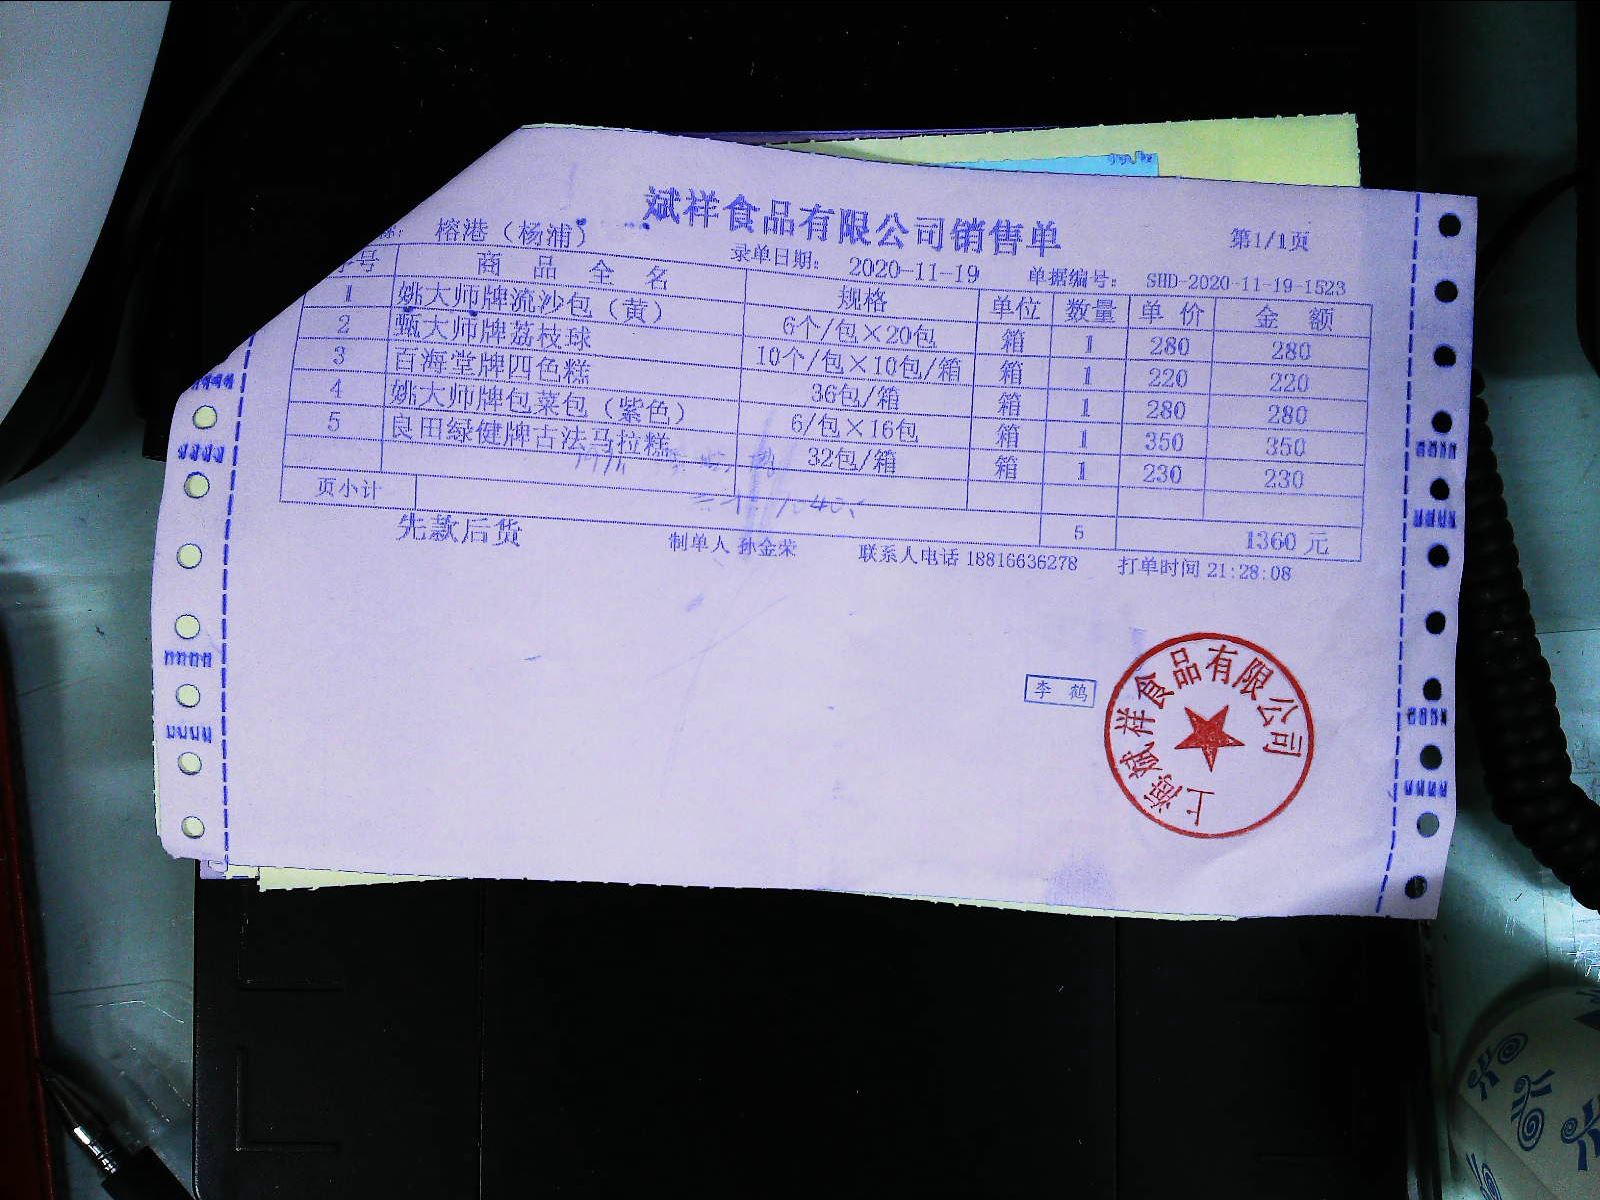 斌祥食品有限公司销售单
榕港（杨浦） 录单日期： 2020-11-19 单据编号： SHD-2020-11-19-1523 第1/1页
序号 商 品 全 名 规格 单位 数量 单 价 金 额
1 姚大师牌流沙包（黄） 6个/包×20包 箱 1 280 280
2 甄大师牌荔枝球 10个/包×10包/箱 箱 1 220 220
3 百海堂牌四色糕 36包/箱 箱 1 280 280
4 姚大师牌包菜包（紫色） 6/包×16包 箱 1 350 350
5 良田绿健牌古法马拉糕 32包/箱 箱 1 230 230
页小计 5 1360 元
先款后货 制单人 孙金荣 联系人电话 18816636278 打单时间 21:28:08
李 鹤
上海斌祥食品有限公司